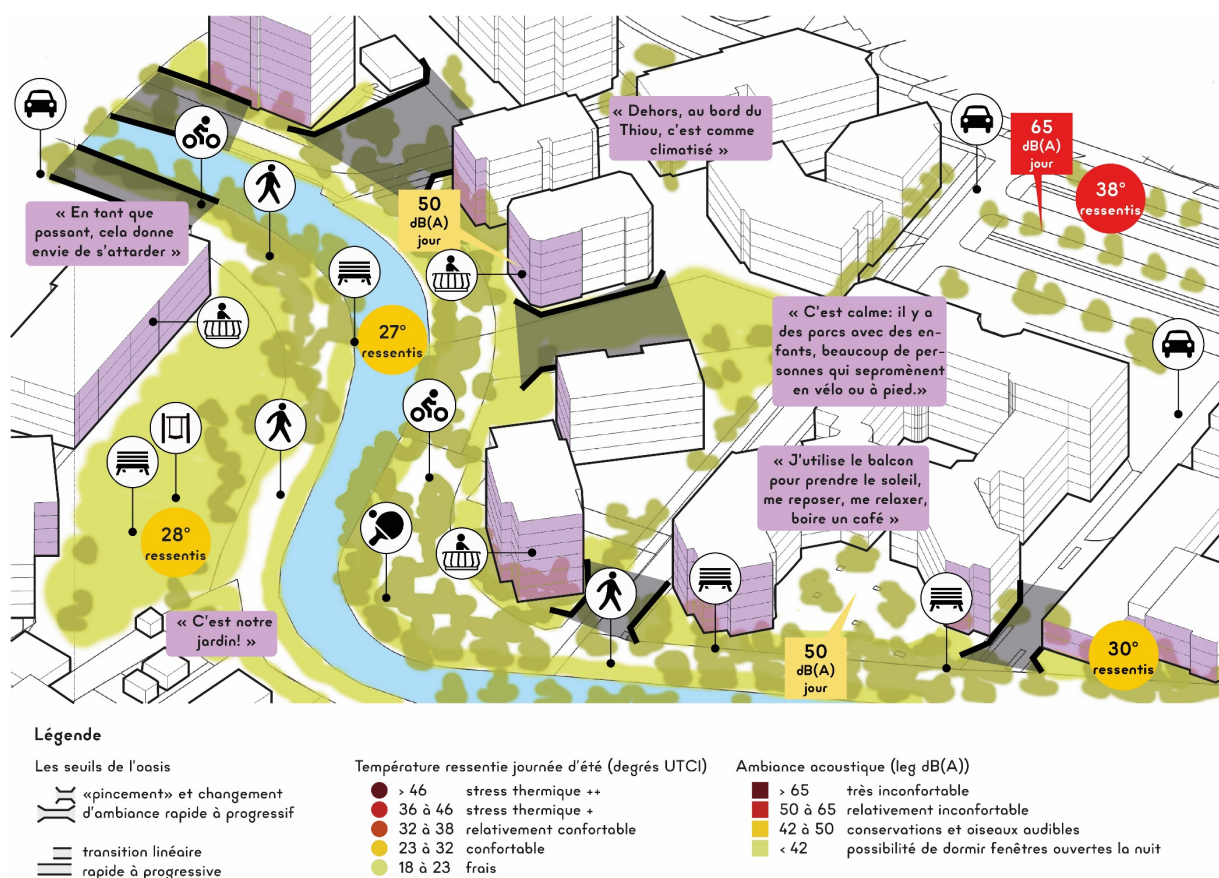 « Dehors, au bord du
Thiou, c'est comme
climatisé »
65
dB(A)
jour
38°
ressentis
« En tant que
passant, cela donne
envie de s'attarder »
50
dB(A)
jour
27°
ressentis
« C'est calme: il y a
des parcs avec des en-
fants, beaucoup de per-
sonnes qui sepromènent
en vélo ou à pied.»
« J'utilise le balcon
pour prendre le soleil,
me reposer, me relaxer,
boire un café »
28°
ressentis
« C'est notre
jardin! »
50
dB(A)
jour
30°
ressentis
Légende
Les seuils de l'oasis
«pincement» et changement
d'ambiance rapide à progressif
transition linéaire
rapide à progressive
Température ressentie journée d'été (degrés UTCI)
> 46 stress thermique ++
36 à 46 stress thermique +
32 à 38 relativement confortable
23 à 32 confortable
18 à 23 frais
Ambiance acoustique (leq dB(A))
> 65 très inconfortable
50 à 65 relativement inconfortable
42 à 50 conservations et oiseaux audibles
< 42 possibilité de dormir fenêtres ouvertes la nuit